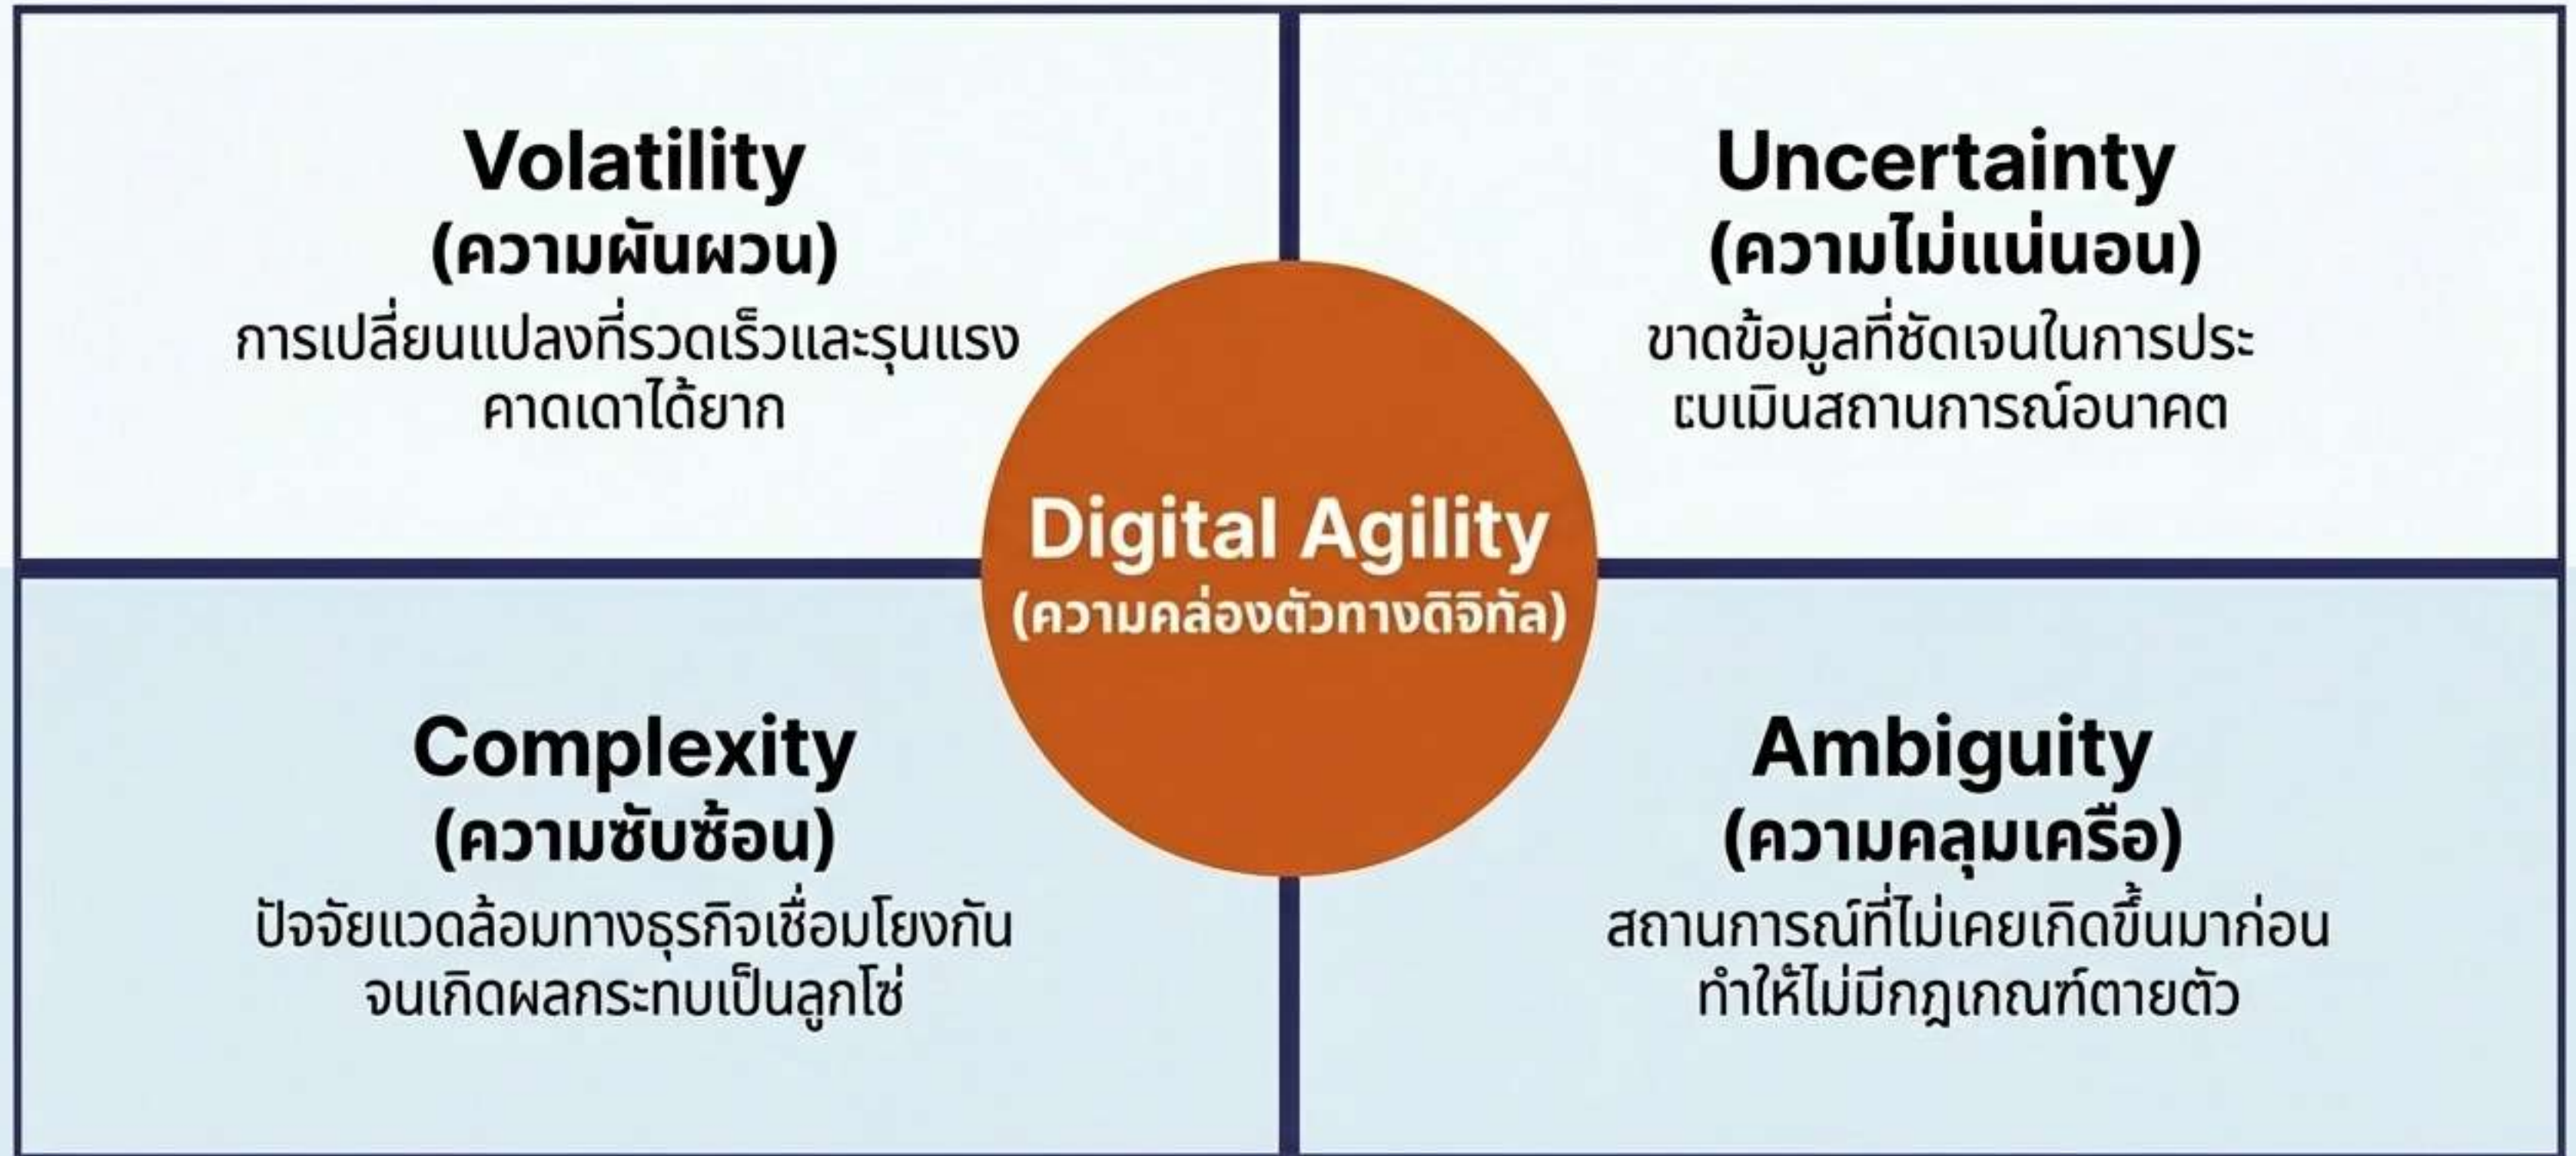 Volatility
(ความผันผวน)
การเปลี่ยนแปลงที่รวดเร็วและรุนแรง
คาดเดาได้ยาก
Uncertainty
(ความไม่แน่นอน)
ขาดข้อมูลที่ชัดเจนในการประ
เบเมินสถานการณ์อนาคต
Digital Agility
(ความคล่องตัวทางดิจิทัล)
Complexity
(ความซับซ้อน)
ปัจจัยแวดล้อมทางธุรกิจเชื่อมโยงกัน
จนเกิดผลกระทบเป็นลูกโซ่
Ambiguity
(ความคลุมเครือ)
สถานการณ์ที่ไม่เคยเกิดขึ้นมาก่อน
ทำให้ไม่มีกฎเกณฑ์ตายตัว